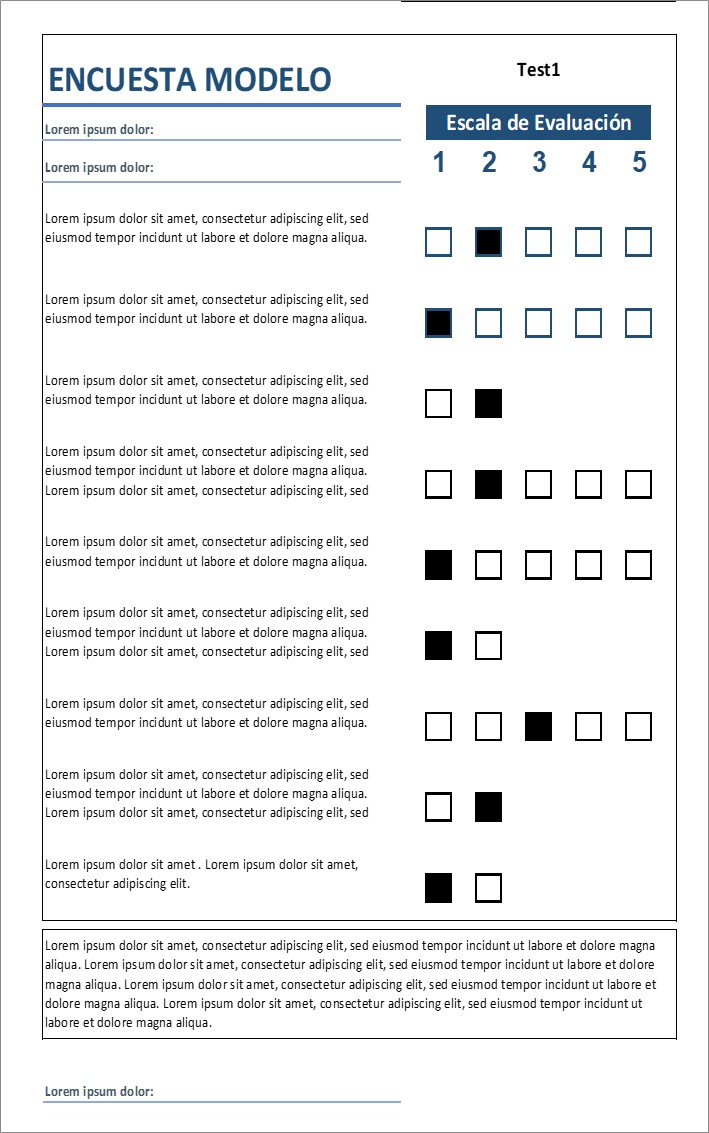 ENCUESTA MODELO
Test1
Lorem ipsum dolor:
Escala de Evaluación
Lorem ipsum dolor:
1 2 3 4 5
Lorem ipsum dolor sit amet, consectetur adipiscing elit, sed
eiusmod tempor incidunt ut labore et dolore magna aliqua.
Lorem ipsum dolor sit amet, consectetur adipiscing elit, sed
eiusmod tempor incidunt ut labore et dolore magna aliqua.
Lorem ipsum dolor sit amet, consectetur adipiscing elit, sed
eiusmod tempor incidunt ut labore et dolore magna aliqua.
Lorem ipsum dolor sit amet, consectetur adipiscing elit, sed
eiusmod tempor incidunt ut labore et dolore magna aliqua.
Lorem ipsum dolor sit amet, consectetur adipiscing elit, sed
Lorem ipsum dolor sit amet, consectetur adipiscing elit, sed
eiusmod tempor incidunt ut labore et dolore magna aliqua.
Lorem ipsum dolor sit amet, consectetur adipiscing elit, sed
eiusmod tempor incidunt ut labore et dolore magna aliqua.
Lorem ipsum dolor sit amet, consectetur adipiscing elit, sed
Lorem ipsum dolor sit amet, consectetur adipiscing elit, sed
eiusmod tempor incidunt ut labore et dolore magna aliqua.
Lorem ipsum dolor sit amet, consectetur adipiscing elit, sed
eiusmod tempor incidunt ut labore et dolore magna aliqua.
Lorem ipsum dolor sit amet, consectetur adipiscing elit, sed
Lorem ipsum dolor sit amet . Lorem ipsum dolor sit amet,
consectetur adipiscing elit.
Lorem ipsum dolor sit amet, consectetur adipiscing elit, sed eiusmod tempor incidunt ut labore et dolore magna
aliqua. Lorem ipsum dolor sit amet, consectetur adipiscing elit, sed eiusmod tempor incidunt ut labore et dolore
magna aliqua. Lorem ipsum dolor sit amet, consectetur adipiscing elit, sed eiusmod tempor incidunt ut labore et
dolore magna aliqua. Lorem ipsum dolor sit amet, consectetur adipiscing elit, sed eiusmod tempor incidunt ut
labore et dolore magna aliqua.
Lorem ipsum dolor: